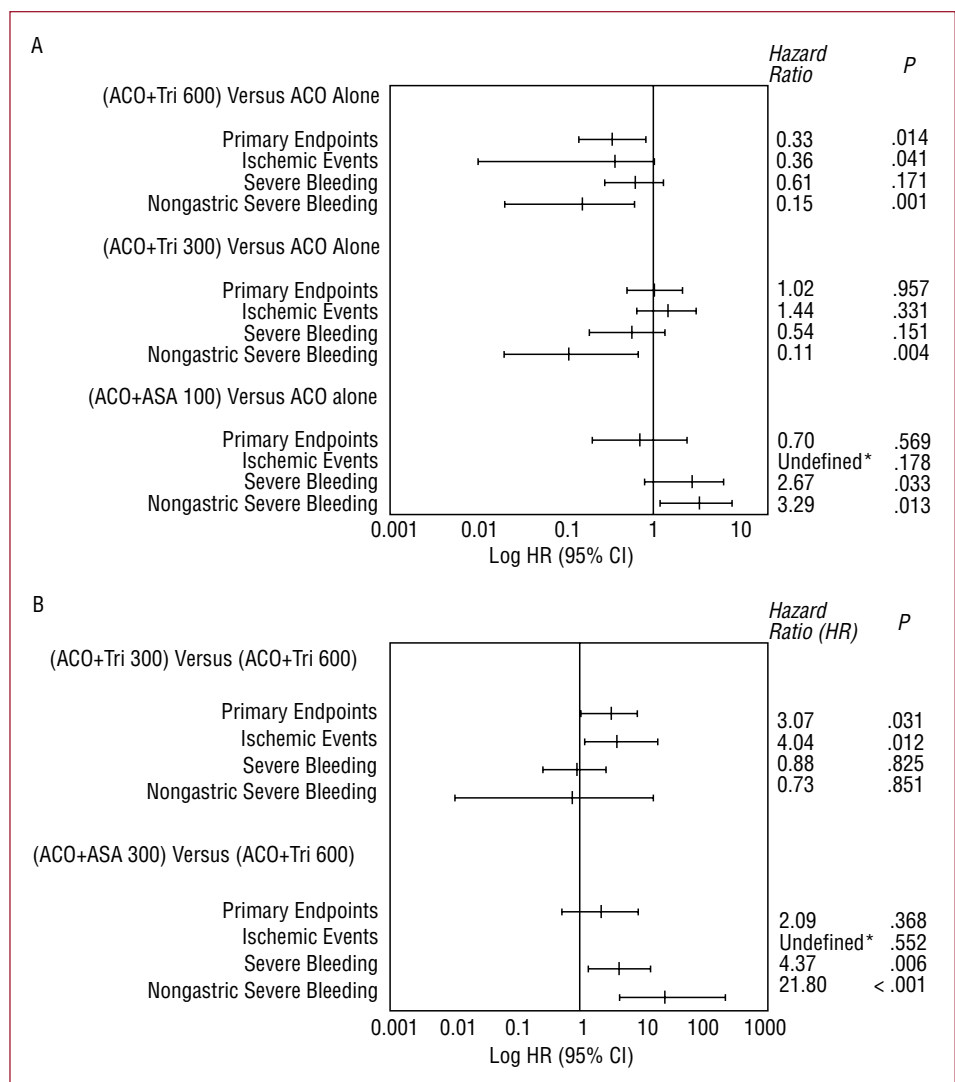 A
Hazard Ratio P
(ACO+Tri 600) Versus ACO Alone
Primary Endpoints 0.33 .014
Ischemic Events 0.36 .041
Severe Bleeding 0.61 .171
Nongastric Severe Bleeding 0.15 .001
(ACO+Tri 300) Versus ACO Alone
Primary Endpoints 1.02 .957
Ischemic Events 1.44 .331
Severe Bleeding 0.54 .151
Nongastric Severe Bleeding 0.11 .004
(ACO+ASA 100) Versus ACO alone
Primary Endpoints 0.70 .569
Ischemic Events Undefined* .178
Severe Bleeding 2.67 .033
Nongastric Severe Bleeding 3.29 .013
0.001 0.01 0.1 1 10
Log HR (95% CI)
B
Hazard Ratio (HR) P
(ACO+Tri 300) Versus (ACO+Tri 600)
Primary Endpoints 3.07 .031
Ischemic Events 4.04 .012
Severe Bleeding 0.88 .825
Nongastric Severe Bleeding 0.73 .851
(ACO+ASA 300) Versus (ACO+Tri 600)
Primary Endpoints 2.09 .368
Ischemic Events Undefined* .552
Severe Bleeding 4.37 .006
Nongastric Severe Bleeding 21.80 < .001
0.001 0.01 0.1 1 10 100 1000
Log HR (95% CI)